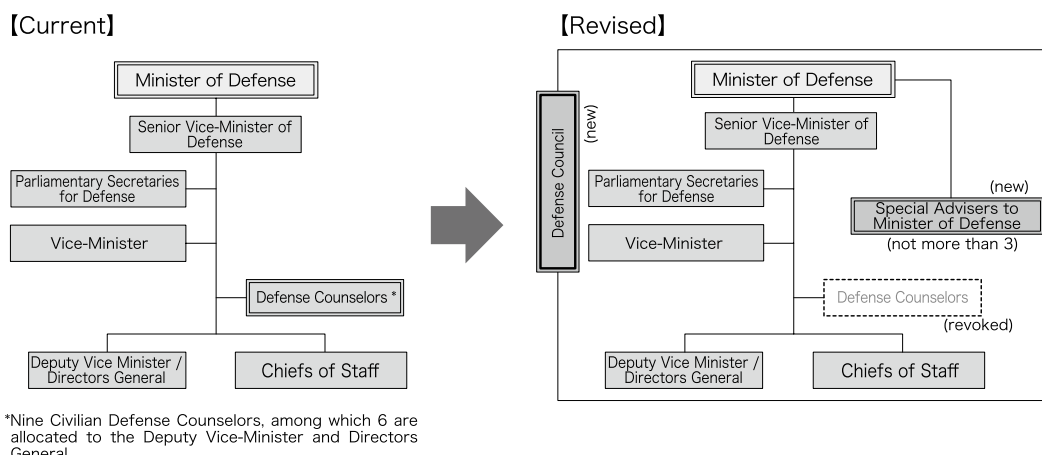 【Current】
Minister of Defense
Senior Vice-Minister of
Defense
Parliamentary Secretaries
for Defense
Vice-Minister
Defense Counselors *
Deputy Vice Minister /
Directors General
Chiefs of Staff
*Nine Civilian Defense Counselors, among which 6 are
allocated to the Deputy Vice-Minister and Directors
General
【Revised】
Defense Council
(new)
Minister of Defense
Senior Vice-Minister of
Defense
Parliamentary Secretaries
for Defense
Vice-Minister
(new)
Special Advisers to
Minister of Defense
(not more than 3)
Defense Counselors
(revoked)
Deputy Vice Minister /
Directors General
Chiefs of Staff